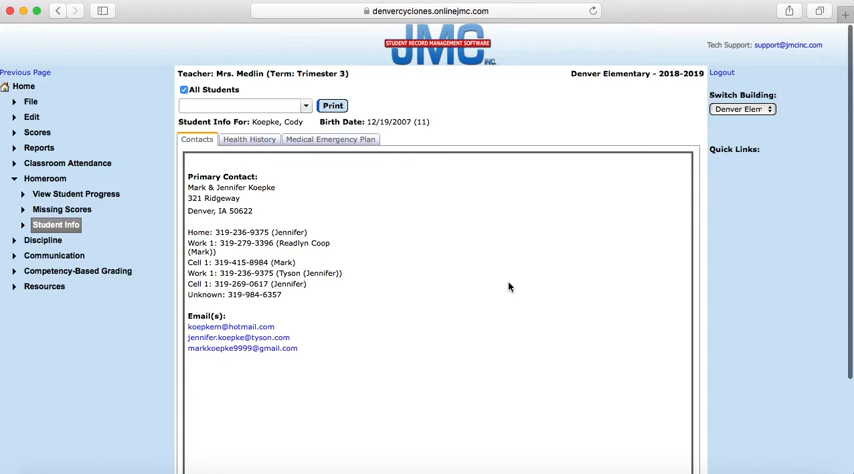 denvercyclones.onlinejmc.com
JMC INC.
STUDENT RECORD MANAGEMENT SOFTWARE
Tech Support: support@jmcinc.com
Previous Page
Home
File
Edit
Scores
Reports
Classroom Attendance
Homeroom
View Student Progress
Missing Scores
Student Info
Discipline
Communication
Competency-Based Grading
Resources
Teacher: Mrs. Medlin (Term: Trimester 3)
Denver Elementary - 2018-2019
All Students
Print
Student Info For: Koepke, Cody Birth Date: 12/19/2007 (11)
Contacts Health History Medical Emergency Plan
Primary Contact:
Mark & Jennifer Koepke
321 Ridgeway
Denver, IA 50622
Home: 319-236-9375 (Jennifer)
Work 1: 319-279-3396 (Readlyn Coop
(Mark))
Cell 1: 319-415-8984 (Mark)
Work 1: 319-236-9375 (Tyson (Jennifer))
Cell 1: 319-269-0617 (Jennifer)
Unknown: 319-984-6357
Email(s):
koepkem@hotmail.com
jennifer.koepke@tyson.com
markkoepke9999@gmail.com
Logout
Switch Building:
Denver Elem
Quick Links: